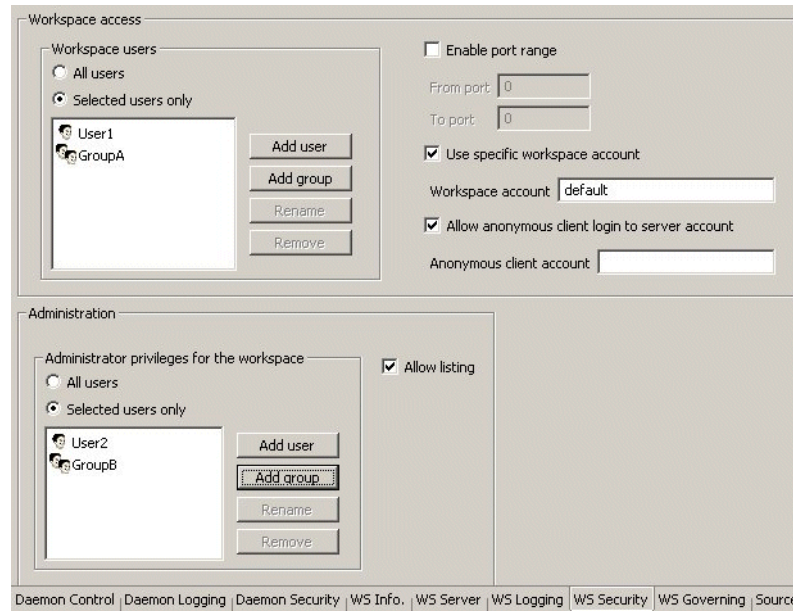 Workspace access
Workspace users
All users
Selected users only
User1
GroupA
Add user
Add group
Rename
Remove
Enable port range
From port 0
To port 0
Use specific workspace account
Workspace account default
Allow anonymous client login to server account
Anonymous client account
Administration
Administrator privileges for the workspace
All users
Selected users only
User2
GroupB
Add user
Add group
Rename
Remove
Allow listing
Daemon Control Daemon Logging Daemon Security WS Info. WS Server WS Logging WS Security WS Governing Source